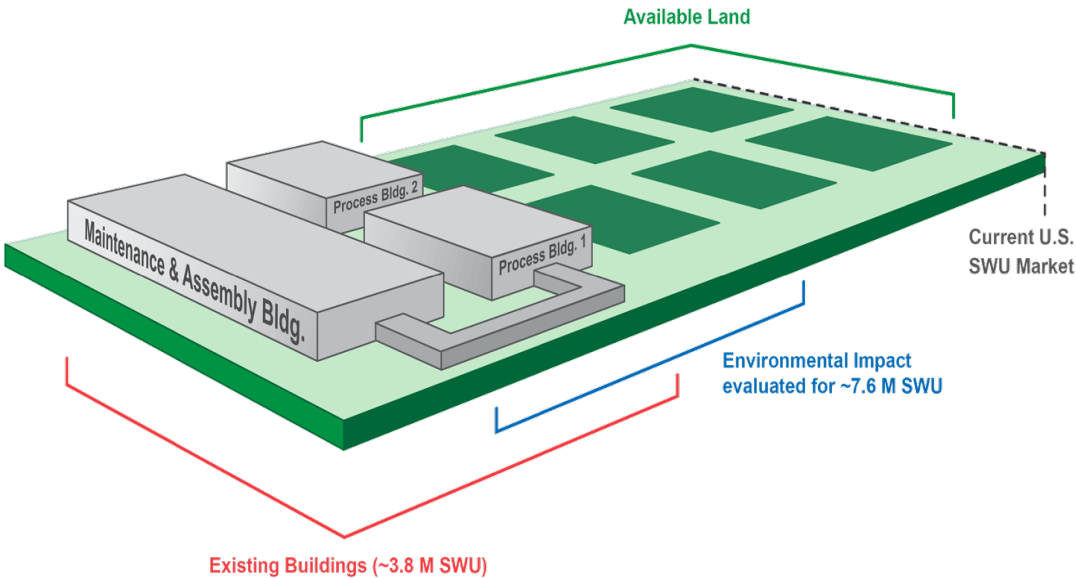 Available Land
Process Bldg. 2
Process Bldg. 1
Maintenance & Assembly Bldg.
Current U.S.
SWU Market
Environmental Impact
evaluated for ~7.6 M SWU
Existing Buildings (~3.8 M SWU)